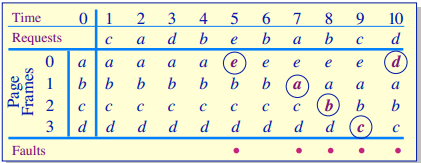 Time 0 1 2 3 4 5 6 7 8 9 10
Requests c a d b e b a b c d
Page Frames
0 a a a a a e e e e e d
1 b b b b b b b a a a a
2 c c c c c c c c b b b
3 d d d d d d d d d c c
Faults • • • • •